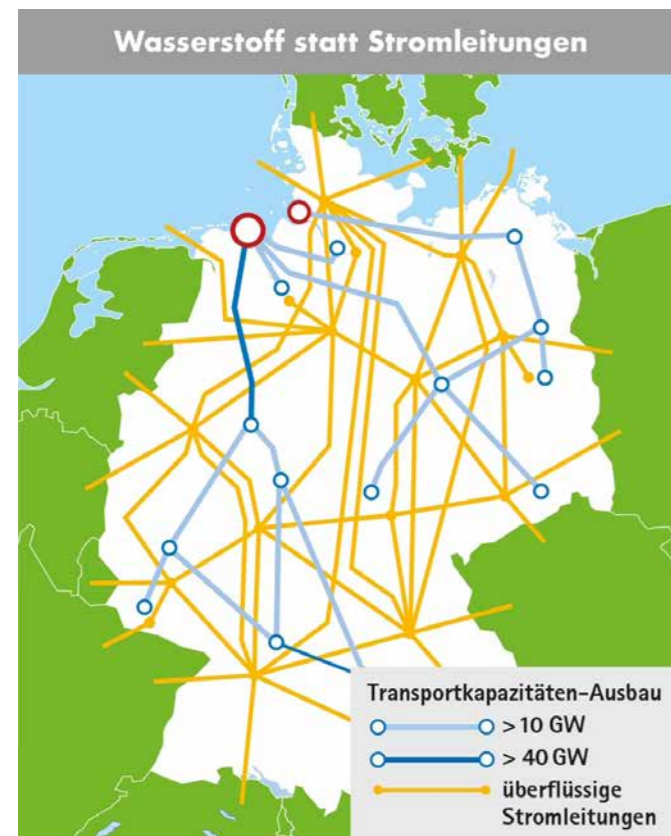 Wasserstoff statt Stromleitungen
Transportkapazitäten-Ausbau
> 10 GW
> 40 GW
überflüssige
Stromleitungen